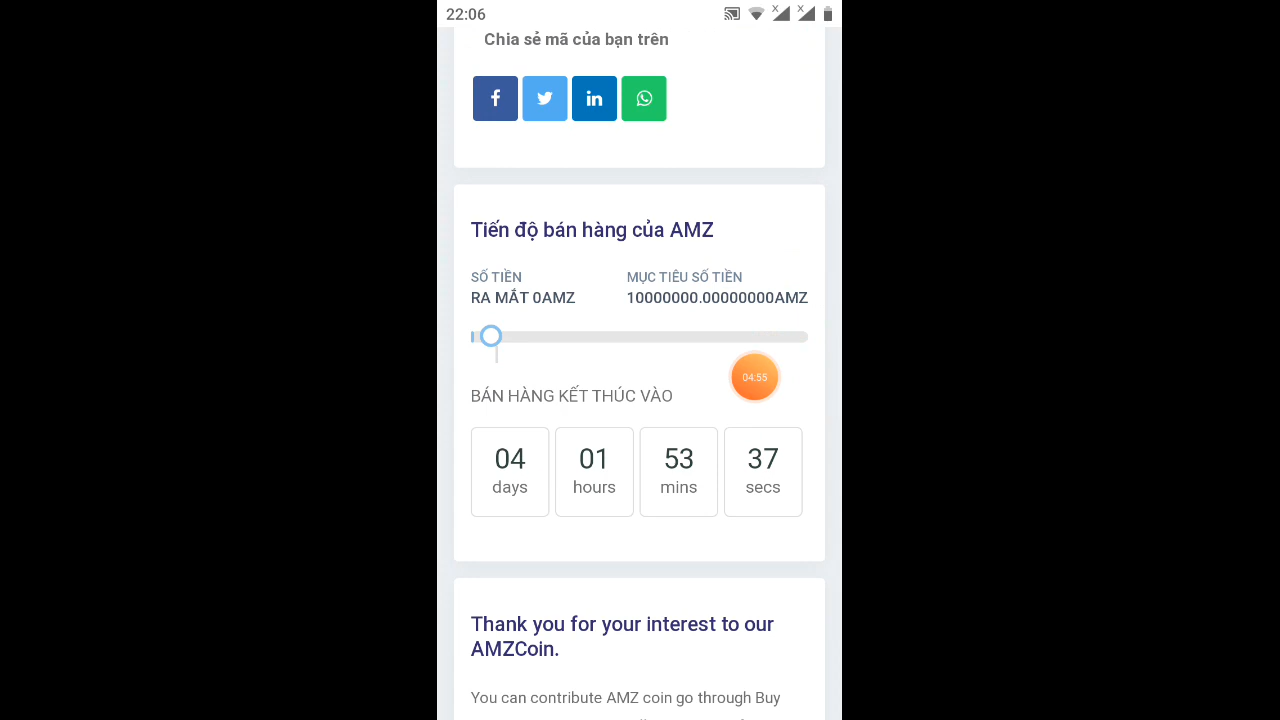 22:06
Chia sẻ mã của bạn trên
Tiến độ bán hàng của AMZ
SỐ TIỀN
RA MẮT 0AMZ
MỤC TIÊU SỐ TIỀN
10000000.00000000AMZ
04:55
BÁN HÀNG KẾT THÚC VÀO
04 01 53 37
days hours mins secs
Thank you for your interest to our
AMZCoin.
You can contribute AMZ coin go through Buy